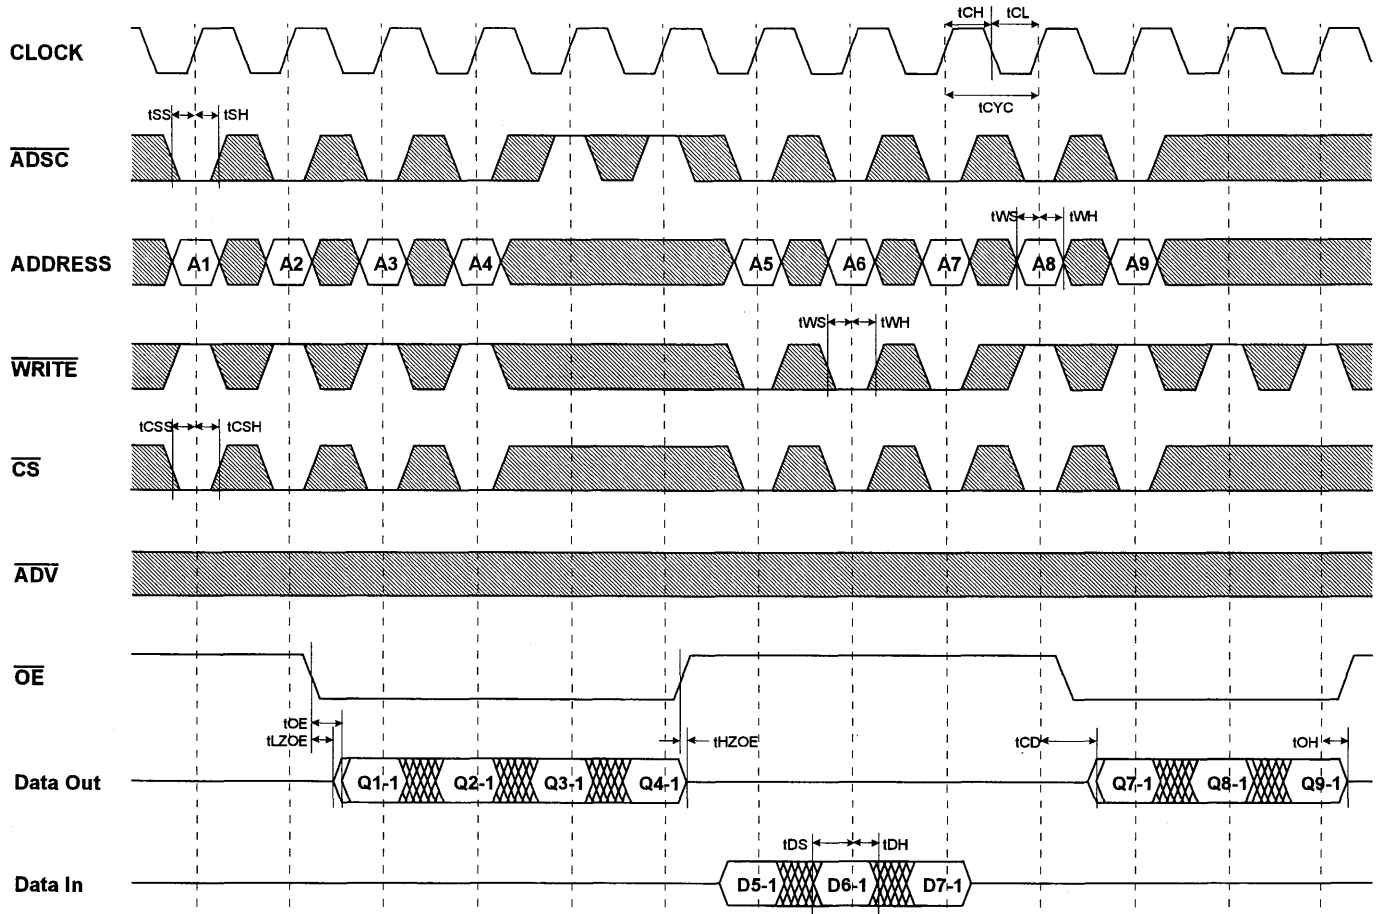 tCH tCL
CLOCK
tCYC
tSS tSH
ADSC
tWS tWH
ADDRESS A1 A2 A3 A4 A5 A6 A7 A8 A9
tWS tWH
WRITE
tCSS tCSH
CS
ADV
OE
tOE
tLZOE tHZOE tCD tOH
Data Out Q1-1 Q2-1 Q3-1 Q4-1 Q7-1 Q8-1 Q9-1
tDS tDH
Data In D5-1 D6-1 D7-1